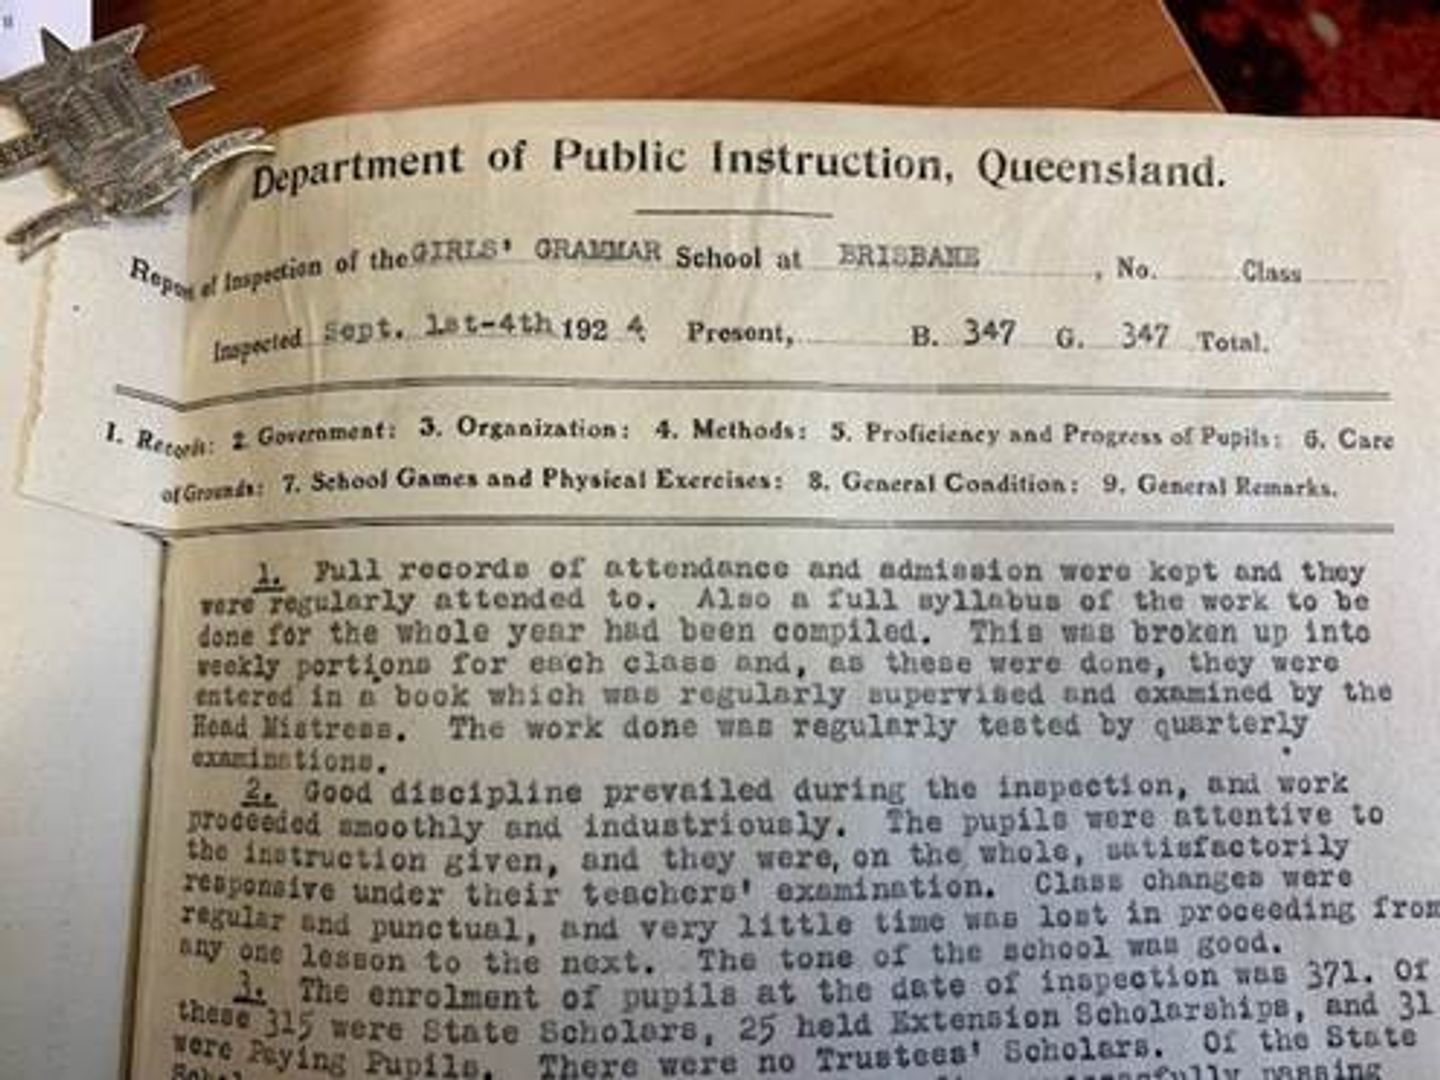 Department of Public Instruction, Queensland.
Report of Inspection of the GIRLS' GRAMMAR School at BRISBANE , No. Class
Inspected Sept. 1st-4th 1924 Present, B. 347 G. 347 Total.
1. Records: 2. Government: 3. Organization: 4. Methods: 5. Proficiency and Progress of Pupils: 6. Care
of Grounds: 7. School Games and Physical Exercises: 8. General Condition: 9. General Remarks.
1. Full records of attendance and admission were kept and they
were regularly attended to. Also a full syllabus of the work to be
done for the whole year had been compiled. This was broken up into
weekly portions for each class and, as these were done, they were
entered in a book which was regularly supervised and examined by the
Head Mistress. The work done was regularly tested by quarterly
examinations.
2. Good discipline prevailed during the inspection, and work
proceeded smoothly and industriously. The pupils were attentive to
the instruction given, and they were, on the whole, satisfactorily
responsive under their teachers' examination. Class changes were
regular and punctual, and very little time was lost in proceeding from
any one lesson to the next. The tone of the school was good.
3. The enrolment of pupils at the date of inspection was 371. Of
these 315 were State Scholars, 25 held Extension Scholarships, and 31
were Paying Pupils. There were no Trustees' Scholars. Of the State
passing